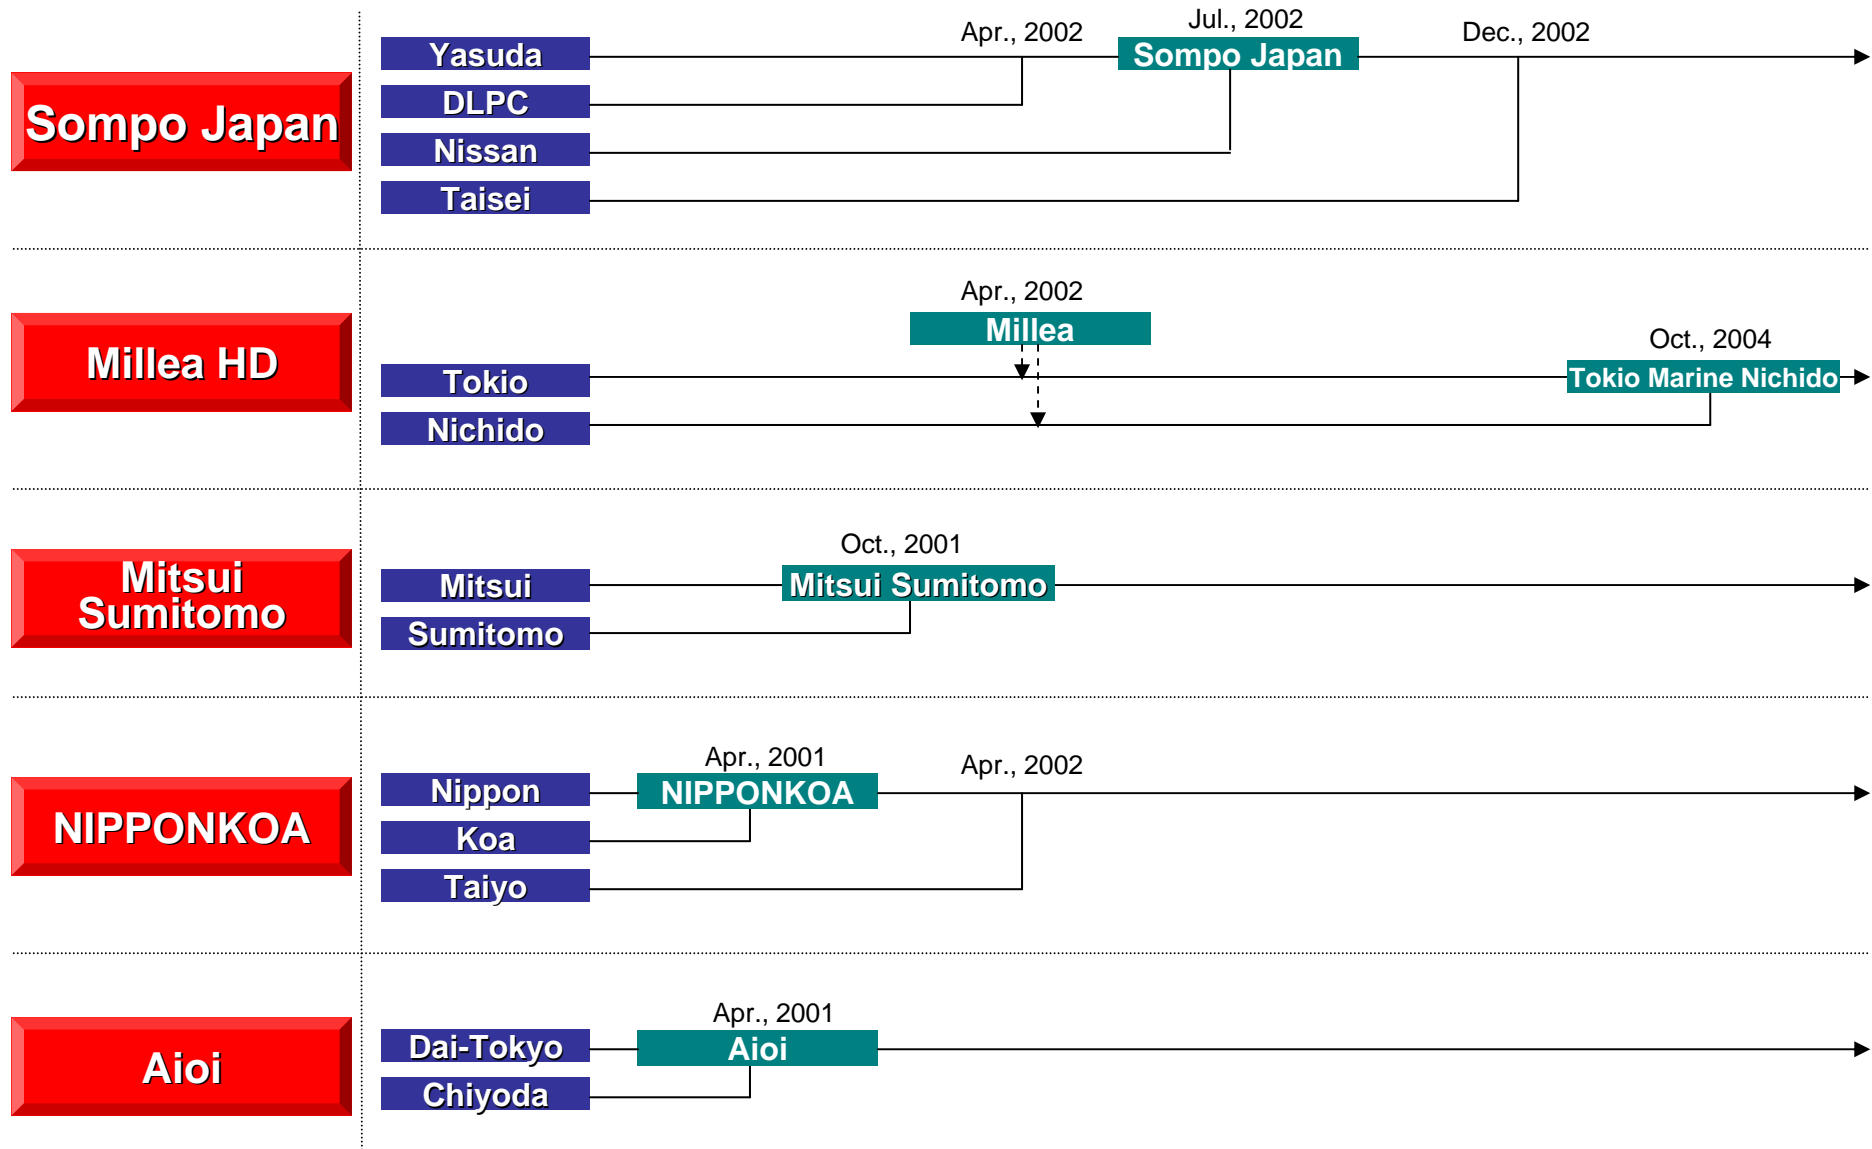 Sompo Japan
Yasuda
DLPC
Nissan
Taisei
Apr., 2002
Jul., 2002
Sompo Japan
Dec., 2002
Millea HD
Apr., 2002
Millea
Tokio
Nichido
Oct., 2004
Tokio Marine Nichido
Mitsui
Sumitomo
Oct., 2001
Mitsui
Mitsui Sumitomo
Sumitomo
NIPPONKOA
Apr., 2001
Apr., 2002
Nippon
NIPPONKOA
Koa
Taiyo
Aioi
Apr., 2001
Dai-Tokyo
Aioi
Chiyoda